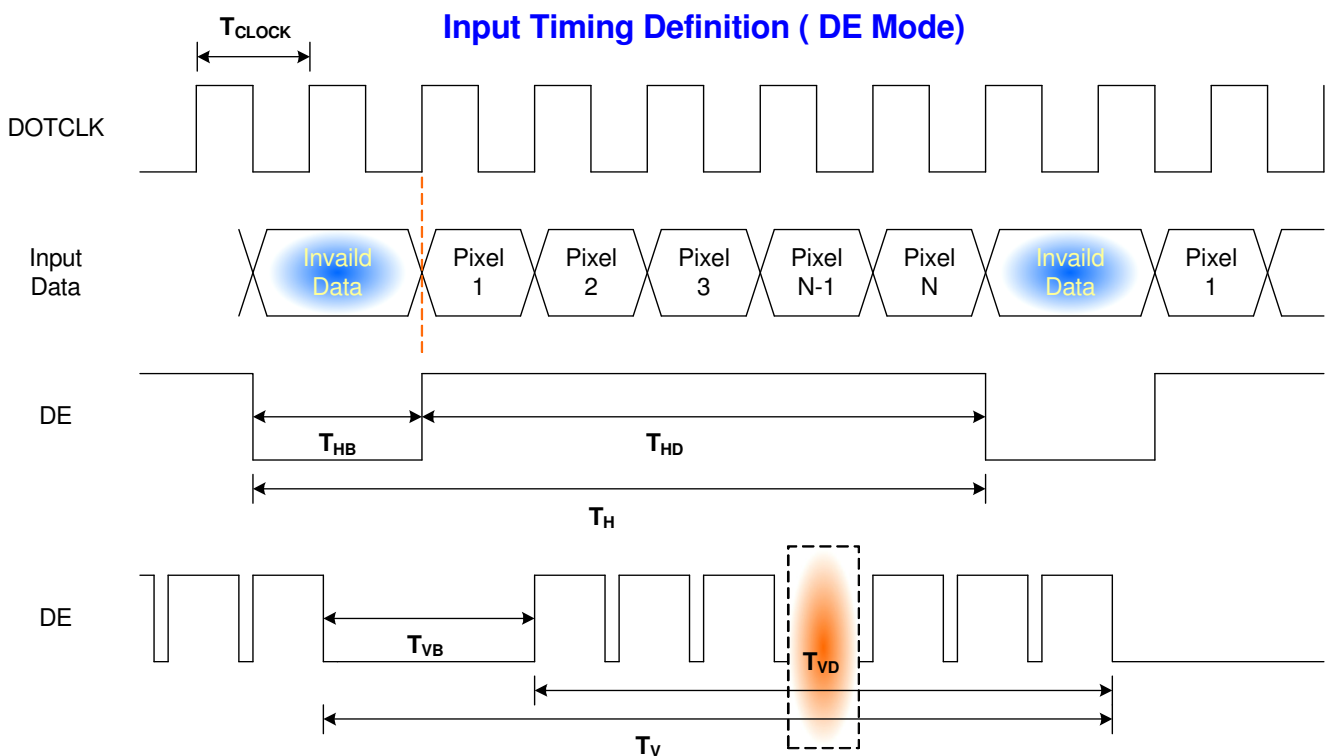 Input Timing Definition ( DE Mode)
TCLOCK
DOTCLK
Input
Data
Invaild
Data
Pixel
1
Pixel
2
Pixel
3
Pixel
N-1
Pixel
N
Invaild
Data
Pixel
1
DE
THB
THD
TH
DE
TVB
TVD
TV